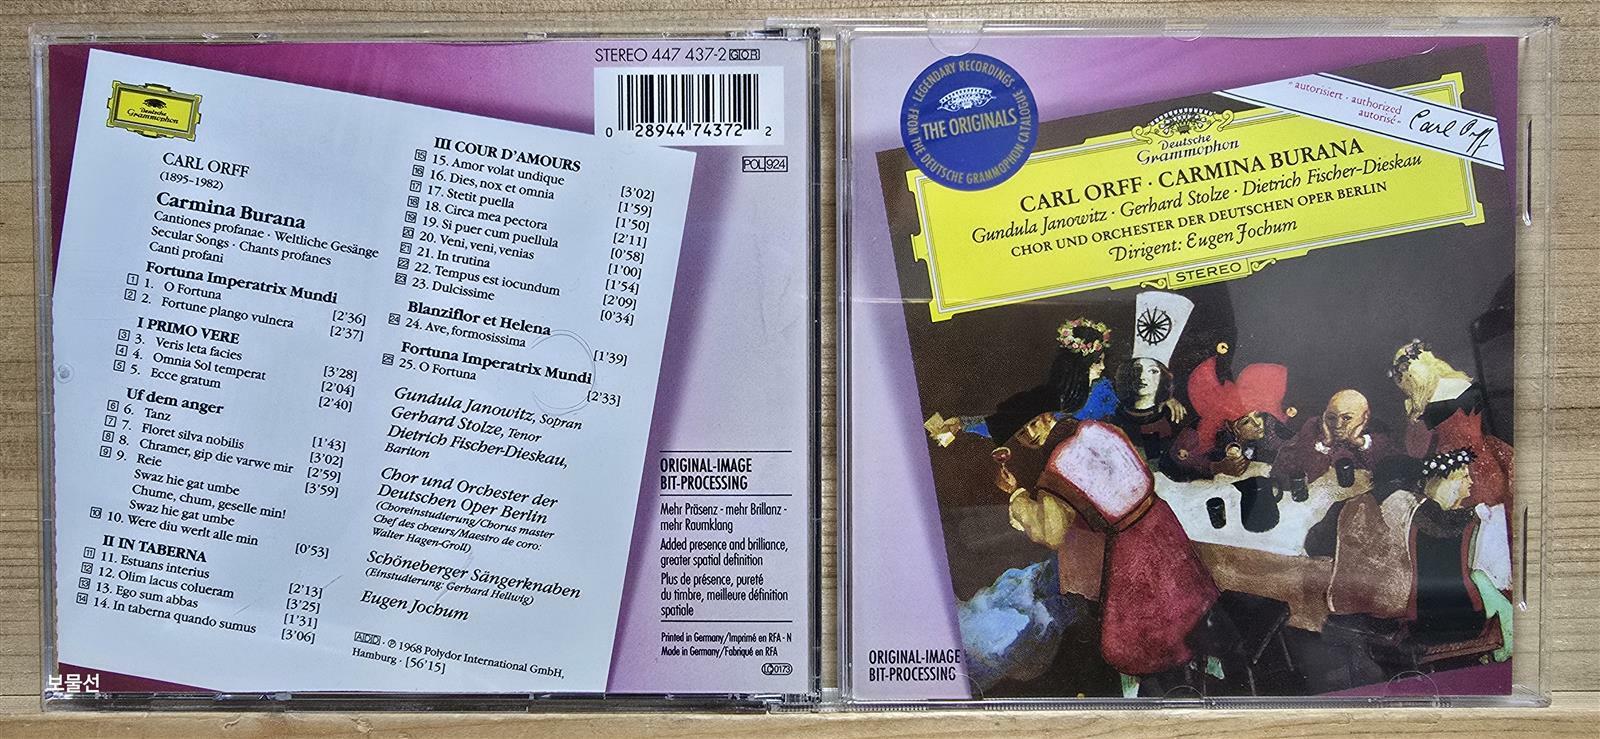 STEREO 447 437-2 GOR
0 28944 74372 2
POL 924
Deutsche
Grammophon
CARL ORFF
(1895-1982)
Carmina Burana
Cantiones profanae · Weltliche Gesänge
Secular Songs · Chants profanes
Canti profani
Fortuna Imperatrix Mundi
1 1. O Fortuna [2'36]
2 2. Fortune plango vulnera [2'37]
I PRIMO VERE
3 3. Veris leta facies [3'28]
4 4. Omnia Sol temperat [2'04]
5 5. Ecce gratum [2'40]
Uf dem anger
6 6. Tanz [1'43]
7 7. Floret silva nobilis [3'02]
8 8. Chramer, gip die varwe mir [2'59]
9 9. Reie [3'59]
Swaz hie gat umbe
Chume, chum, geselle min!
Swaz hie gat umbe
10 10. Were diu werlt alle min [0'53]
II IN TABERNA
11 11. Estuans interius [2'13]
12 12. Olim lacus colueram [3'25]
13 13. Ego sum abbas [1'31]
14 14. In taberna quando sumus [3'06]
III COUR D'AMOURS
15 15. Amor volat undique [3'02]
16 16. Dies, nox et omnia [1'59]
17 17. Stetit puella [1'50]
18 18. Circa mea pectora [2'11]
19 19. Si puer cum puellula [0'58]
20 20. Veni, veni, venias [1'00]
21 21. In trutina [1'54]
22 22. Tempus est iocundum [2'09]
23 23. Dulcissime [0'34]
Blanziflor et Helena
24 24. Ave, formosissima [1'39]
Fortuna Imperatrix Mundi
25 25. O Fortuna [2'33]
Gundula Janowitz, Sopran
Gerhard Stolze, Tenor
Dietrich Fischer-Dieskau,
Bariton
Chor und Orchester der
Deutschen Oper Berlin
(Choreinstudierung/Chorus master
Chef des chœurs/Maestro de coro:
Walter Hagen-Groll)
Schöneberger Sängerknaben
(Einstudierung: Gerhard Hellwig)
Eugen Jochum
ADD · ℗ 1968 Polydor International GmbH,
Hamburg · [56'15]
ORIGINAL-IMAGE
BIT-PROCESSING
Mehr Präsenz - mehr Brillanz -
mehr Raumklang
Added presence and brilliance,
greater spatial definition
Plus de présence, pureté
du timbre, meilleure définition
spatiale
Printed in Germany/Imprimé en RFA - N
Made in Germany/Fabriqué en RFA
LC 0173
보물선
LEGENDARY RECORDINGS
THE ORIGINALS
FROM THE DEUTSCHE GRAMMOPHON CATALOGUE
autorisiert · authorized
autorisé
Carl Orff
Deutsche
Grammophon
CARL ORFF · CARMINA BURANA
Gundula Janowitz · Gerhard Stolze · Dietrich Fischer-Dieskau
CHOR UND ORCHESTER DER DEUTSCHEN OPER BERLIN
Dirigent: Eugen Jochum
STEREO
ORIGINAL-IMAGE
BIT-PROCESSING